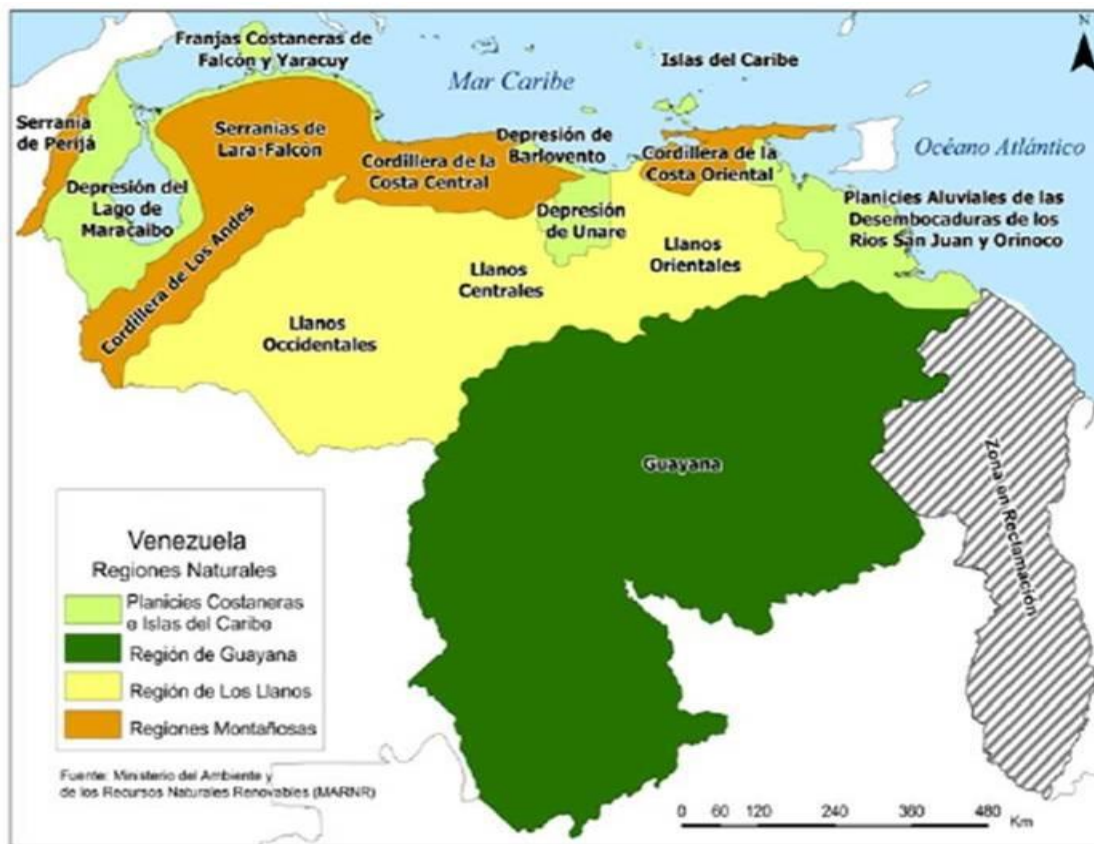 Franjas Costaneras de
Falcón y Yaracuy
Mar Caribe
Islas del Caribe
N
Serranía
de Perijá
Serranías de
Lara-Falcón
Depresión de
Barlovento
Cordillera de la
Costa Central
Cordillera de la
Costa Oriental
Océano Atlántico
Depresión del
Lago de
Maracaibo
Depresión
de Unare
Planicies Aluviales de las
Desembocaduras de los
Rios San Juan y Orinoco
Cordillera de Los Andes
Llanos
Orientales
Llanos
Centrales
Llanos
Occidentales
Guayana
Zona en Reclamación
Venezuela
Regiones Naturales
Planicies Costaneras
e Islas del Caribe
Región de Guayana
Región de Los Llanos
Regiones Montañosas
Fuente: Ministerio del Ambiente y
de los Recursos Naturales Renovables (MARNR)
0 60 120 240 360 480
Km